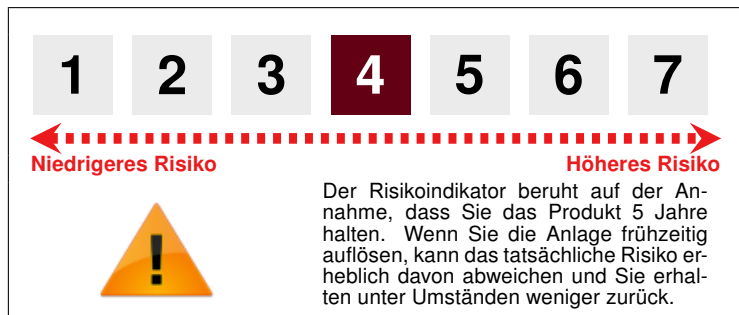 1 2 3 4 5 6 7
Niedrigeres Risiko Höheres Risiko
Der Risikoindikator beruht auf der An-
nahme, dass Sie das Produkt 5 Jahre
halten. Wenn Sie die Anlage frühzeitig
auflösen, kann das tatsächliche Risiko er-
heblich davon abweichen und Sie erhal-
ten unter Umständen weniger zurück.